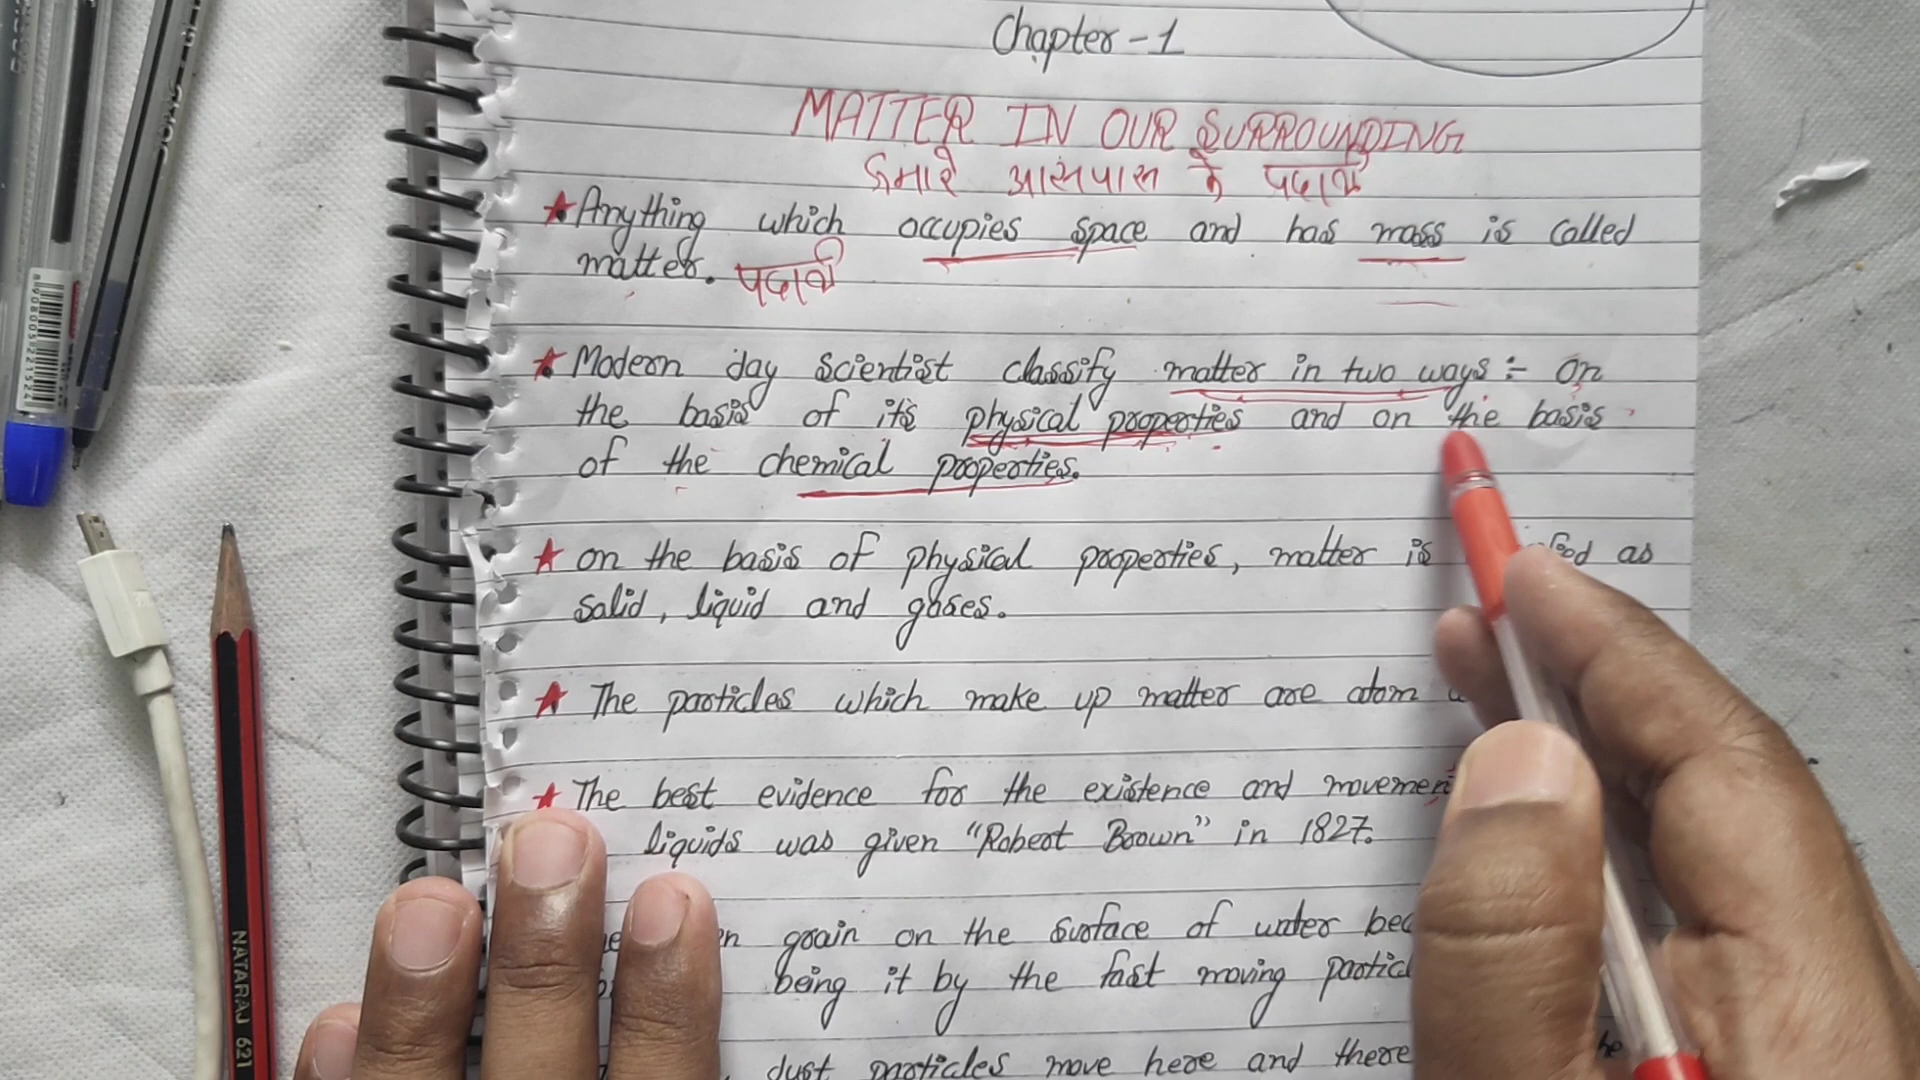 Chapter - 1
MATTER IN OUR SURROUNDING
हमारे आसपास के पदार्थ
Anything which occupies space and has mass is called
matter. पदार्थ
Modern day scientist classify matter in two ways :- On
the basis of its physical properties and on the basis
of the chemical properties.
on the basis of physical properties, matter is as
solid, liquid and gases.
The particles which make up matter are atom
The best evidence for the existence and movement
liquids was given "Robert Brown" in 1827.
grain on the surface of water
being it by the fast moving
dust particles move here and there
NATARAJ 621